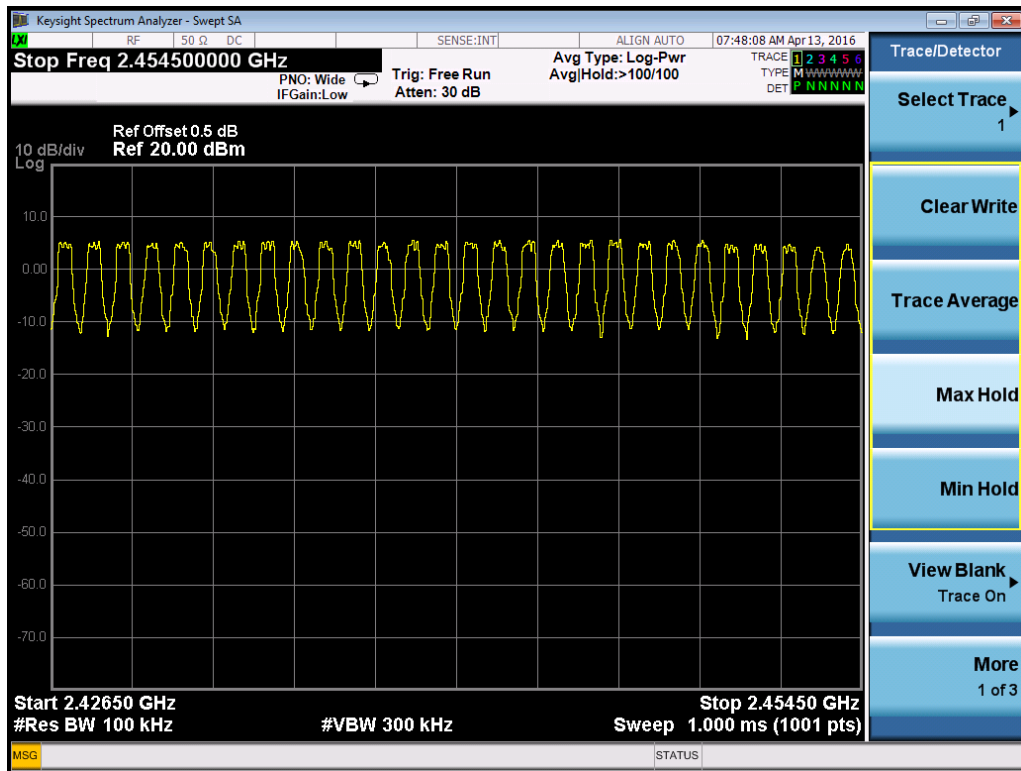 Keysight Spectrum Analyzer - Swept SA
LXI RF 50 Ω DC SENSE:INT ALIGN AUTO 07:48:08 AM Apr 13, 2016
Stop Freq 2.454500000 GHz
PNO: Wide
IFGain:Low
Trig: Free Run
Atten: 30 dB
Avg Type: Log-Pwr
Avg|Hold:>100/100
TRACE 1 2 3 4 5 6
TYPE M WWWWW
DET P N N N N N
Ref Offset 0.5 dB
10 dB/div Ref 20.00 dBm
Log
10.0
0.00
-10.0
-20.0
-30.0
-40.0
-50.0
-60.0
-70.0
Start 2.42650 GHz
Stop 2.45450 GHz
#Res BW 100 kHz
#VBW 300 kHz
Sweep 1.000 ms (1001 pts)
MSG
STATUS
Trace/Detector
Select Trace
1
Clear Write
Trace Average
Max Hold
Min Hold
View Blank
Trace On
More
1 of 3